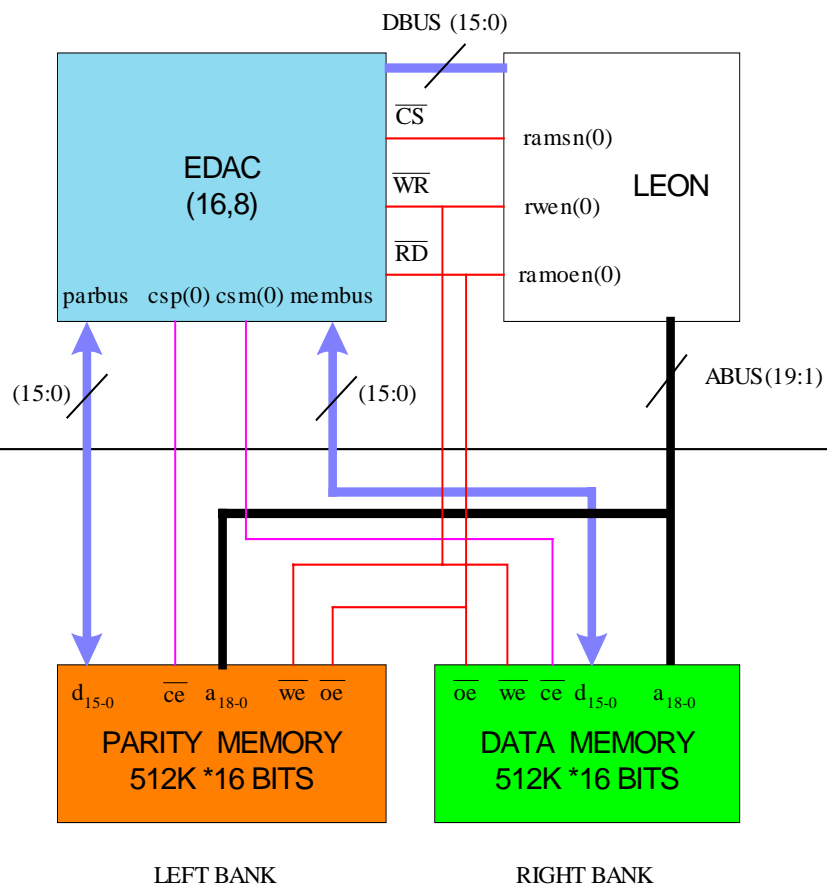 DBUS (15:0)
EDAC
(16,8)
LEON
CS
ramsn(0)
WR
rwen(0)
RD
ramoen(0)
parbus csp(0) csm(0) membus
(15:0) (15:0) ABUS(19:1)
d15-0 ce a18-0 we oe
oe we ce d15-0 a18-0
PARITY MEMORY
512K *16 BITS
DATA MEMORY
512K *16 BITS
LEFT BANK
RIGHT BANK